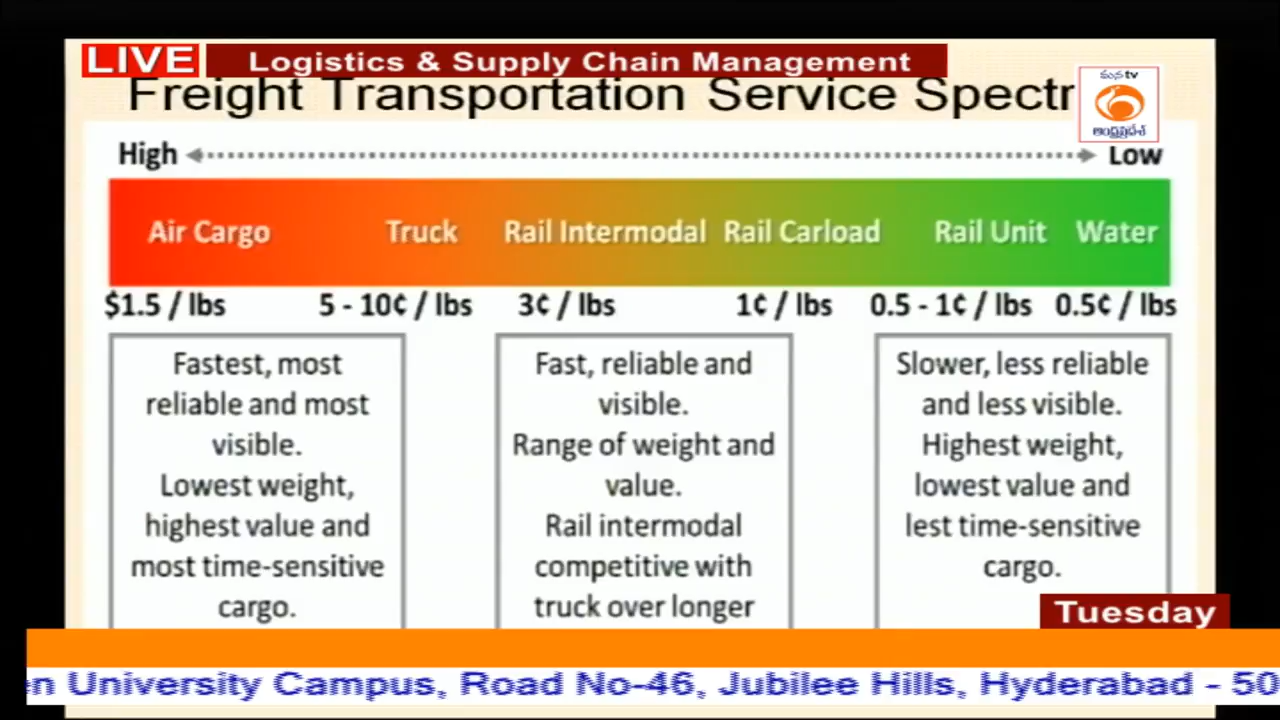 LIVE Logistics & Supply Chain Management
Freight Transportation Service Spectr
మన tv
ఆంధ్రప్రదేశ్
High Low
Air Cargo Truck Rail Intermodal Rail Carload Rail Unit Water
$1.5 / lbs 5 - 10¢ / lbs 3¢ / lbs 1¢ / lbs 0.5 - 1¢ / lbs 0.5¢ / lbs
Fastest, most
reliable and most
visible.
Lowest weight,
highest value and
most time-sensitive
cargo.
Fast, reliable and
visible.
Range of weight and
value.
Rail intermodal
competitive with
truck over longer
Slower, less reliable
and less visible.
Highest weight,
lowest value and
lest time-sensitive
cargo.
Tuesday
n University Campus, Road No-46, Jubilee Hills, Hyderabad - 50